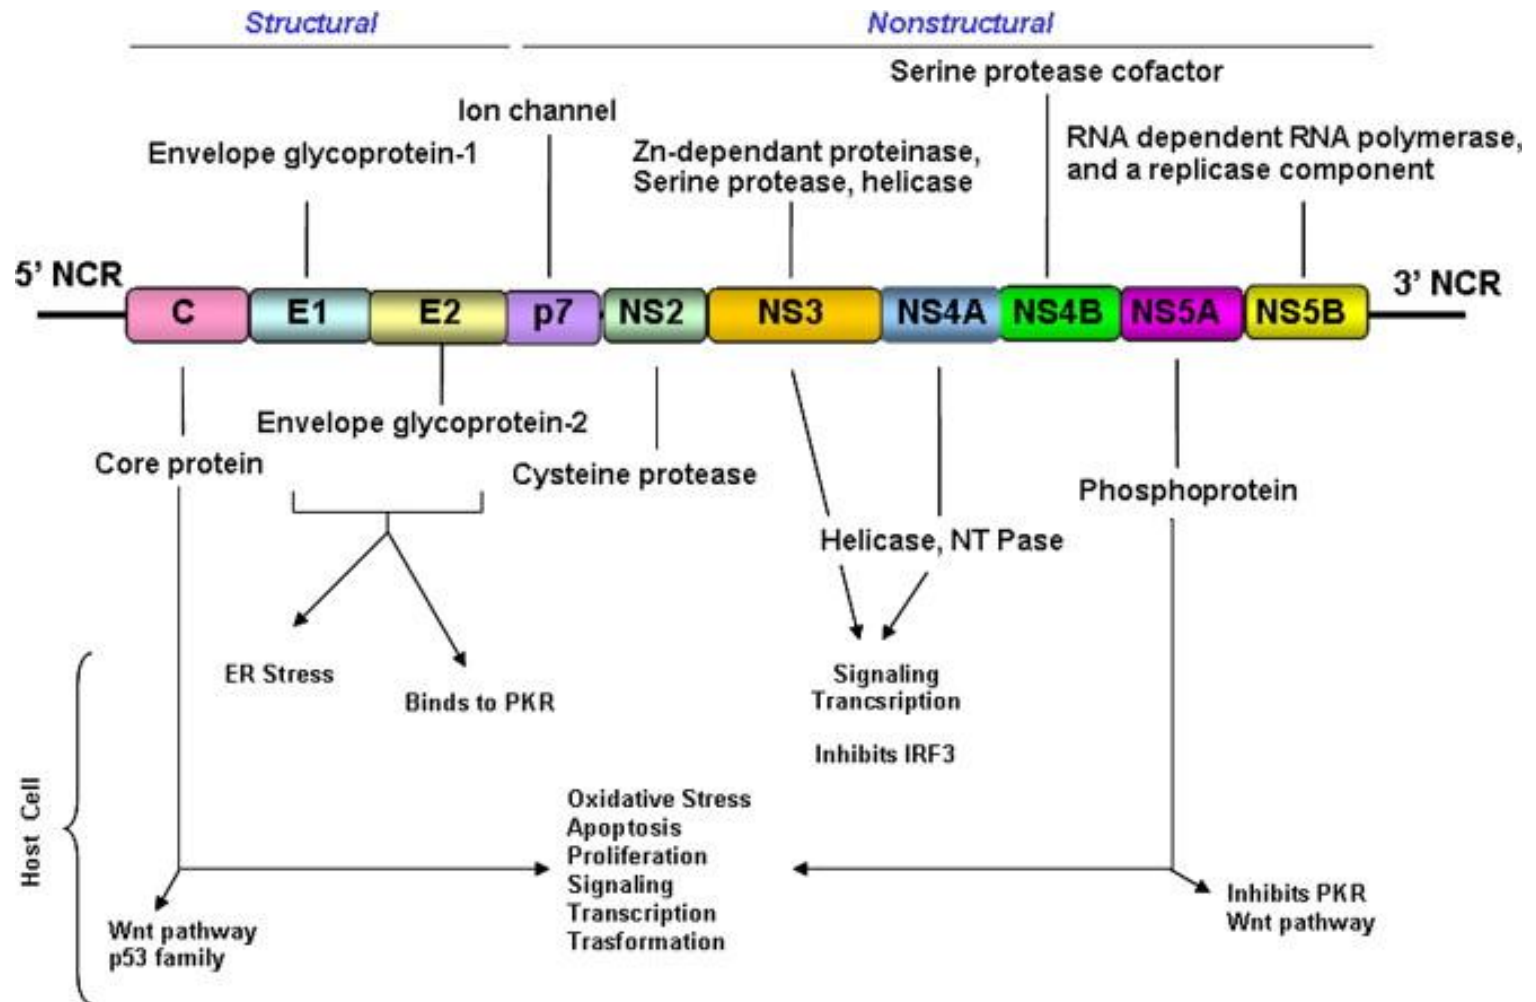 Structural
Nonstructural
Serine protease cofactor
Ion channel
Envelope glycoprotein-1
Zn-dependant proteinase,
Serine protease, helicase
RNA dependent RNA polymerase,
and a replicase component
5’ NCR
C
E1
E2
p7
NS2
NS3
NS4A
NS4B
NS5A
NS5B
3’ NCR
Envelope glycoprotein-2
Core protein
Cysteine protease
Phosphoprotein
Helicase, NT Pase
ER Stress
Binds to PKR
Signaling
Trancsription
Inhibits IRF3
Host Cell
Oxidative Stress
Apoptosis
Proliferation
Signaling
Transcription
Trasformation
Wnt pathway
p53 family
Inhibits PKR
Wnt pathway